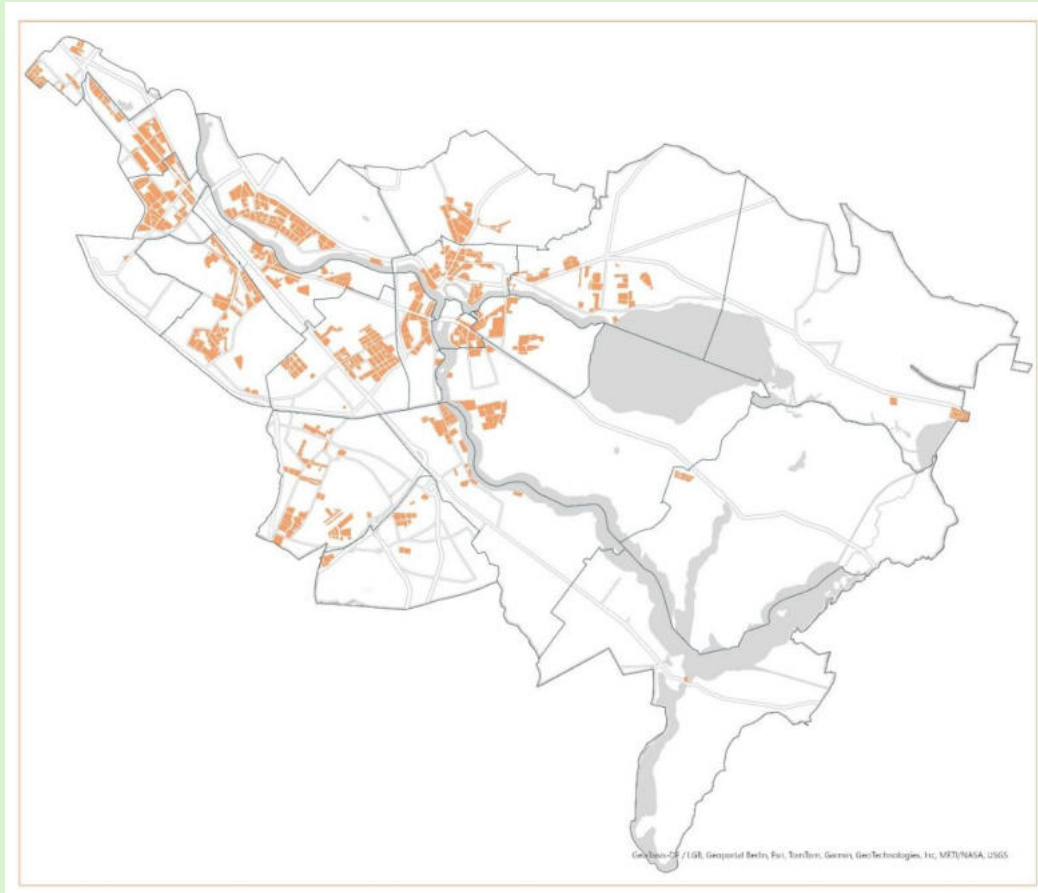 GeoBasis-DE / LGB, Geoportal Berlin, Esri, TomTom, Garmin, GeoTechnologies, Inc, METI/NASA, USGS